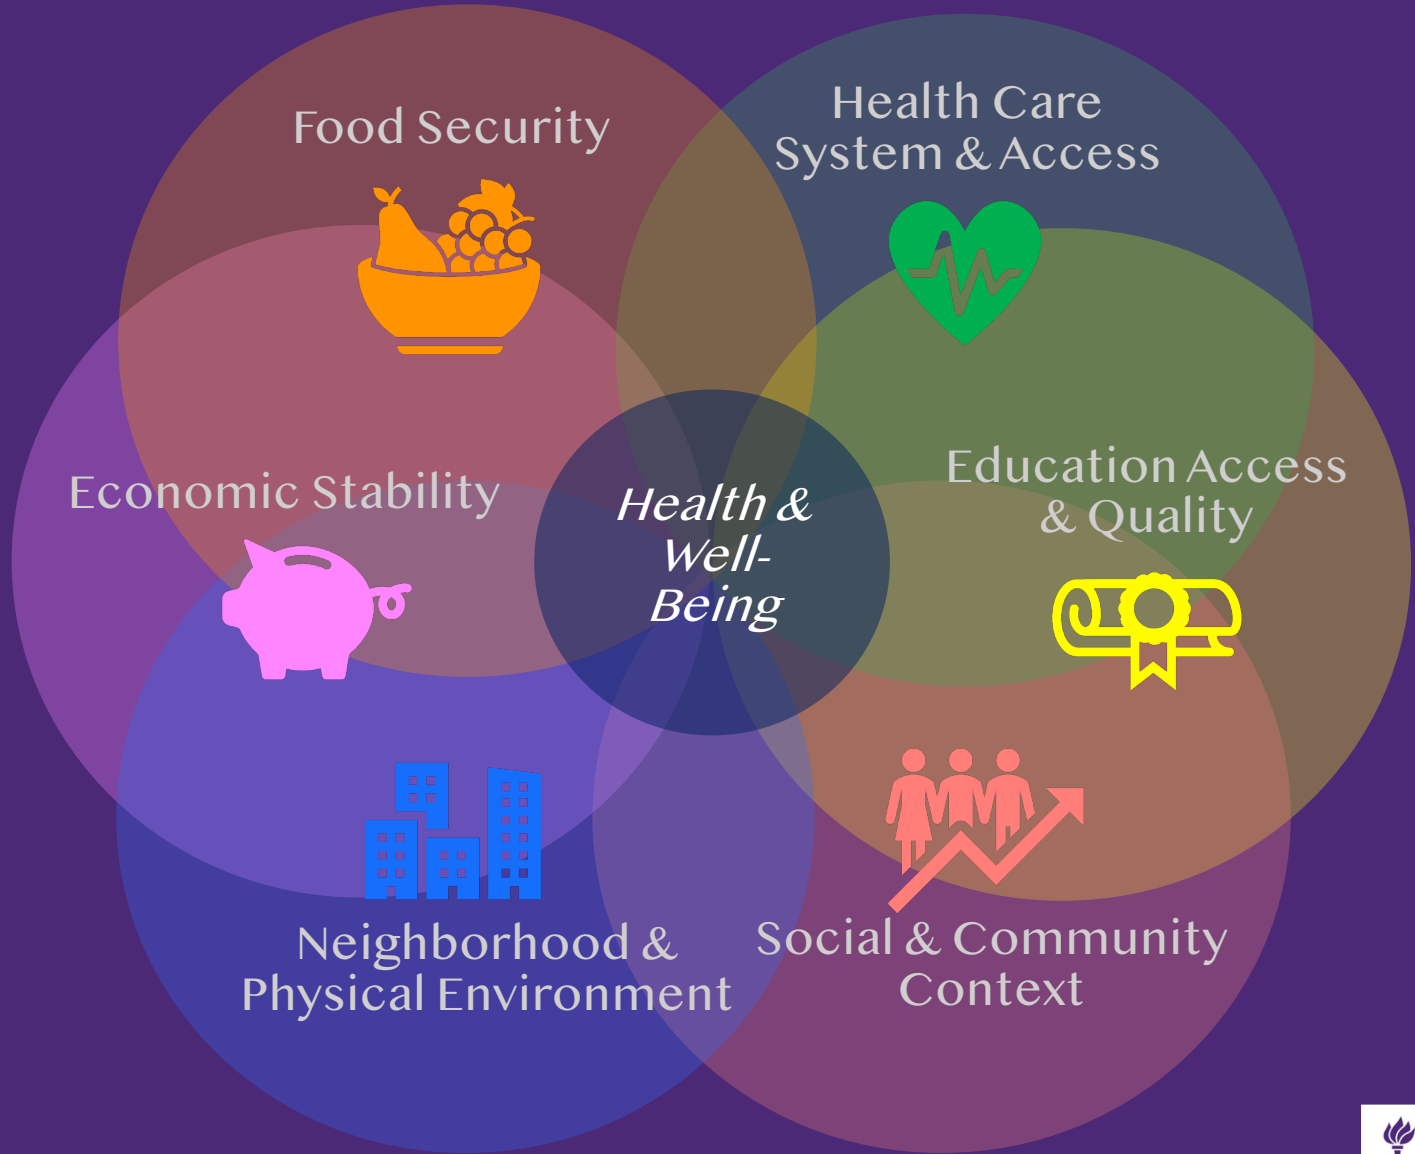 Food Security
Health Care
System & Access
Economic Stability
Health &
Well-
Being
Education Access
& Quality
Neighborhood &
Physical Environment
Social & Community
Context